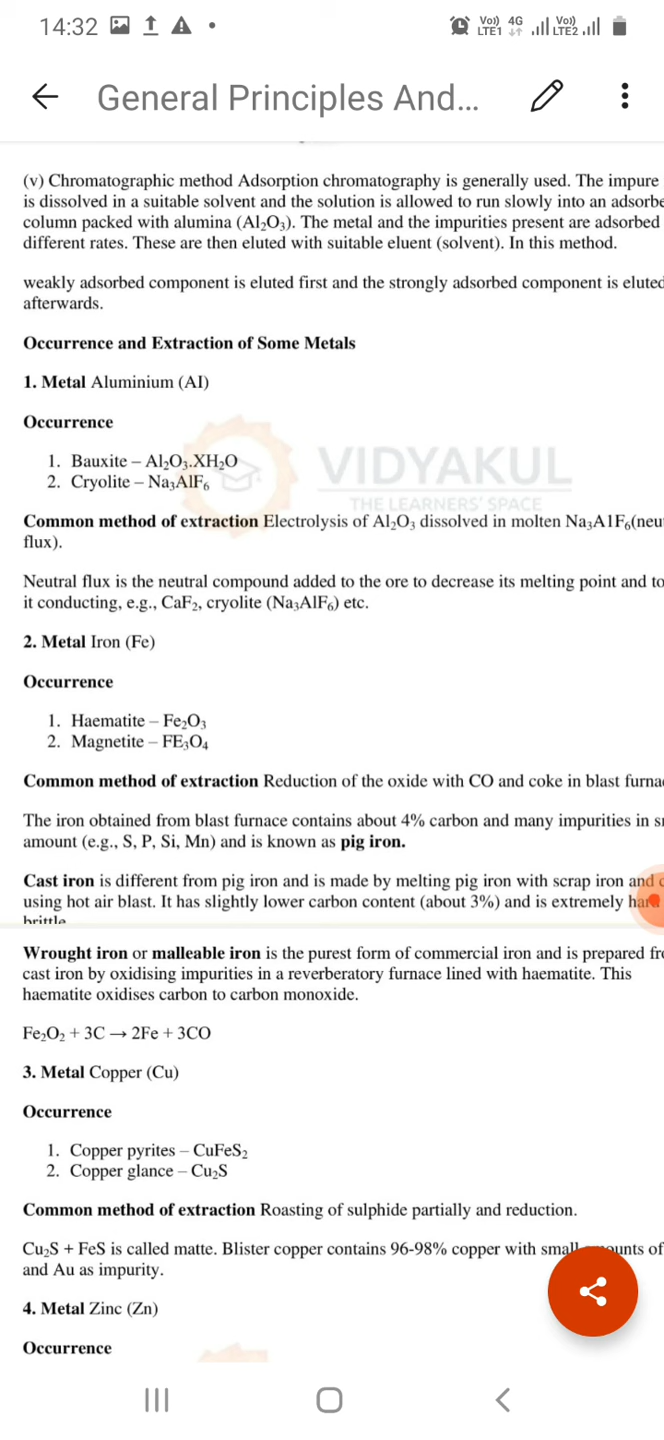 14:32
Vo)) 4G
LTE1
Vo))
LTE2
General Principles And...
(v) Chromatographic method Adsorption chromatography is generally used. The impure
is dissolved in a suitable solvent and the solution is allowed to run slowly into an adsorbe
column packed with alumina (Al₂O₃). The metal and the impurities present are adsorbed
different rates. These are then eluted with suitable eluent (solvent). In this method.
weakly adsorbed component is eluted first and the strongly adsorbed component is eluted
afterwards.
Occurrence and Extraction of Some Metals
1. Metal Aluminium (AI)
Occurrence
1. Bauxite – Al₂O₃.XH₂O
2. Cryolite – Na₃AlF₆
VIDYAKUL
THE LEARNERS' SPACE
Common method of extraction Electrolysis of Al₂O₃ dissolved in molten Na₃A1F₆(neu
flux).
Neutral flux is the neutral compound added to the ore to decrease its melting point and to
it conducting, e.g., CaF₂, cryolite (Na₃AlF₆) etc.
2. Metal Iron (Fe)
Occurrence
1. Haematite – Fe₂O₃
2. Magnetite – FE₃O₄
Common method of extraction Reduction of the oxide with CO and coke in blast furna
The iron obtained from blast furnace contains about 4% carbon and many impurities in s
amount (e.g., S, P, Si, Mn) and is known as pig iron.
Cast iron is different from pig iron and is made by melting pig iron with scrap iron and
using hot air blast. It has slightly lower carbon content (about 3%) and is extremely har
brittle
Wrought iron or malleable iron is the purest form of commercial iron and is prepared fro
cast iron by oxidising impurities in a reverberatory furnace lined with haematite. This
haematite oxidises carbon to carbon monoxide.
Fe₂O₂ + 3C → 2Fe + 3CO
3. Metal Copper (Cu)
Occurrence
1. Copper pyrites – CuFeS₂
2. Copper glance – Cu₂S
Common method of extraction Roasting of sulphide partially and reduction.
Cu₂S + FeS is called matte. Blister copper contains 96-98% copper with small ounts of
and Au as impurity.
4. Metal Zinc (Zn)
Occurrence